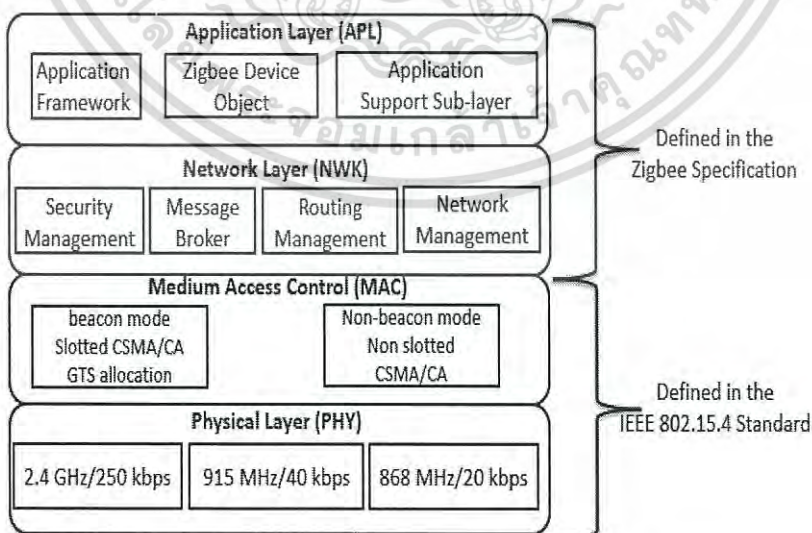 Application Layer (APL)
Application
Framework
Zigbee Device
Object
Application
Support Sub-layer
Defined in the
Zigbee Specification
Network Layer (NWK)
Security
Management
Message
Broker
Routing
Management
Network
Management
Medium Access Control (MAC)
beacon mode
Slotted CSMA/CA
GTS allocation
Non-beacon mode
Non slotted
CSMA/CA
Defined in the
IEEE 802.15.4 Standard
Physical Layer (PHY)
2.4 GHz/250 kbps
915 MHz/40 kbps
868 MHz/20 kbps